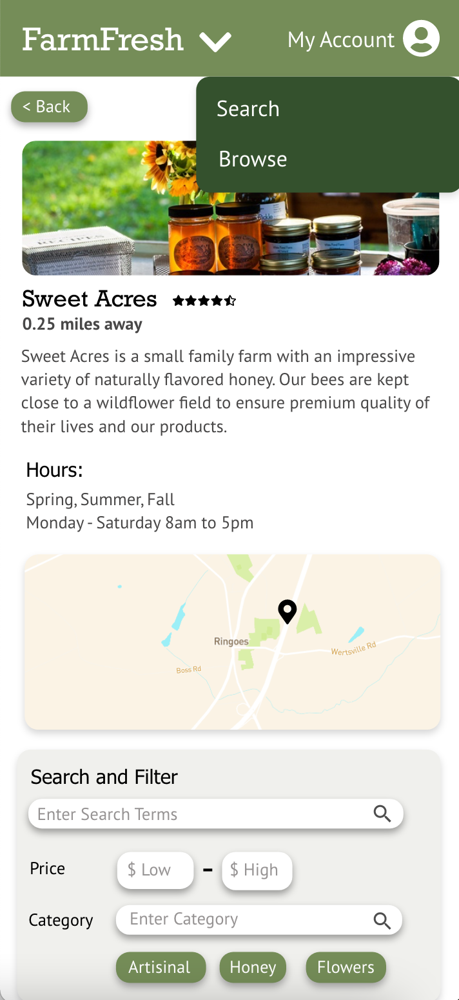 FarmFresh
My Account
< Back
Search
Browse
RECIPES
Sweet Acres
0.25 miles away
Sweet Acres is a small family farm with an impressive
variety of naturally flavored honey. Our bees are kept
close to a wildflower field to ensure premium quality of
their lives and our products.
Hours:
Spring, Summer, Fall
Monday - Saturday 8am to 5pm
Ringoes
Wertsville Rd
Boss Rd
Search and Filter
Enter Search Terms
Price
$ Low
-
$ High
Category
Enter Category
Artisinal
Honey
Flowers